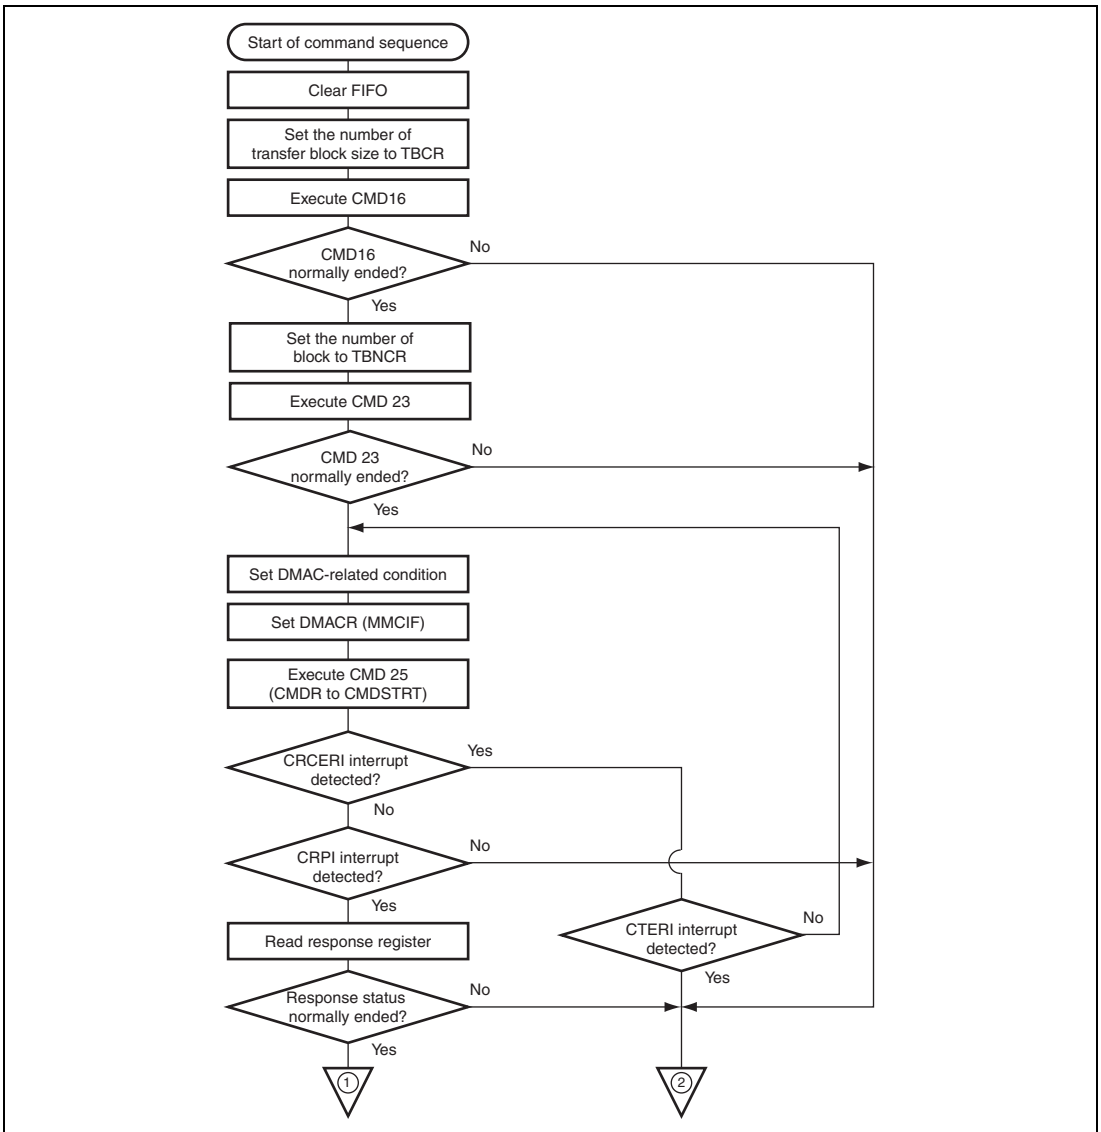 Start of command sequence
Clear FIFO
Set the number of
transfer block size to TBCR
Execute CMD16
CMD16
normally ended?
No
Yes
Set the number of
block to TBNCR
Execute CMD 23
CMD 23
normally ended?
No
Yes
Set DMAC-related condition
Set DMACR (MMCIF)
Execute CMD 25
(CMDR to CMDSTRT)
CRCERI interrupt
detected?
Yes
No
CRPI interrupt
detected?
No
Yes
CTERI interrupt
detected?
No
Yes
Read response register
Response status
normally ended?
No
Yes
1
2